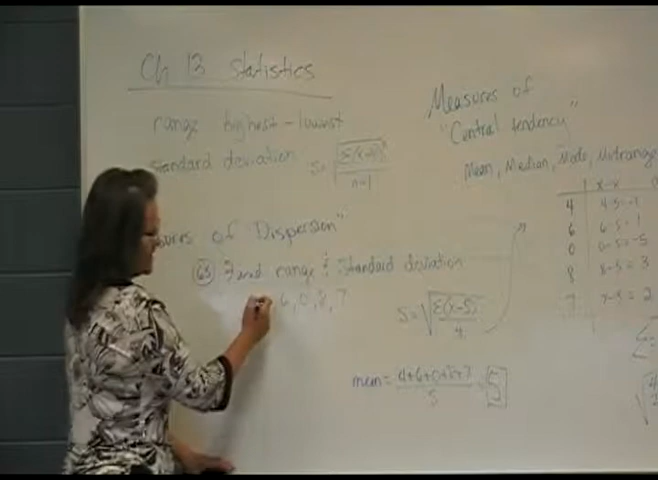 Ch 13 Statistics
range highest - lowest
standard deviation S = √Σ(x-x̄)²/n-1
Measures of
"Central tendency"
Mean, Median, Mode, Midrange
x-x̄
4 4-5=-1
6 6-5=1
0 0-5=-5
8 8-5=3
7 7-5=2
sures of Dispersion"
63 Find range & Standard deviation
6, 0, 8, 7
S = √Σ(x-5)²/4
mean = 4+6+0+8+7/5 = 5